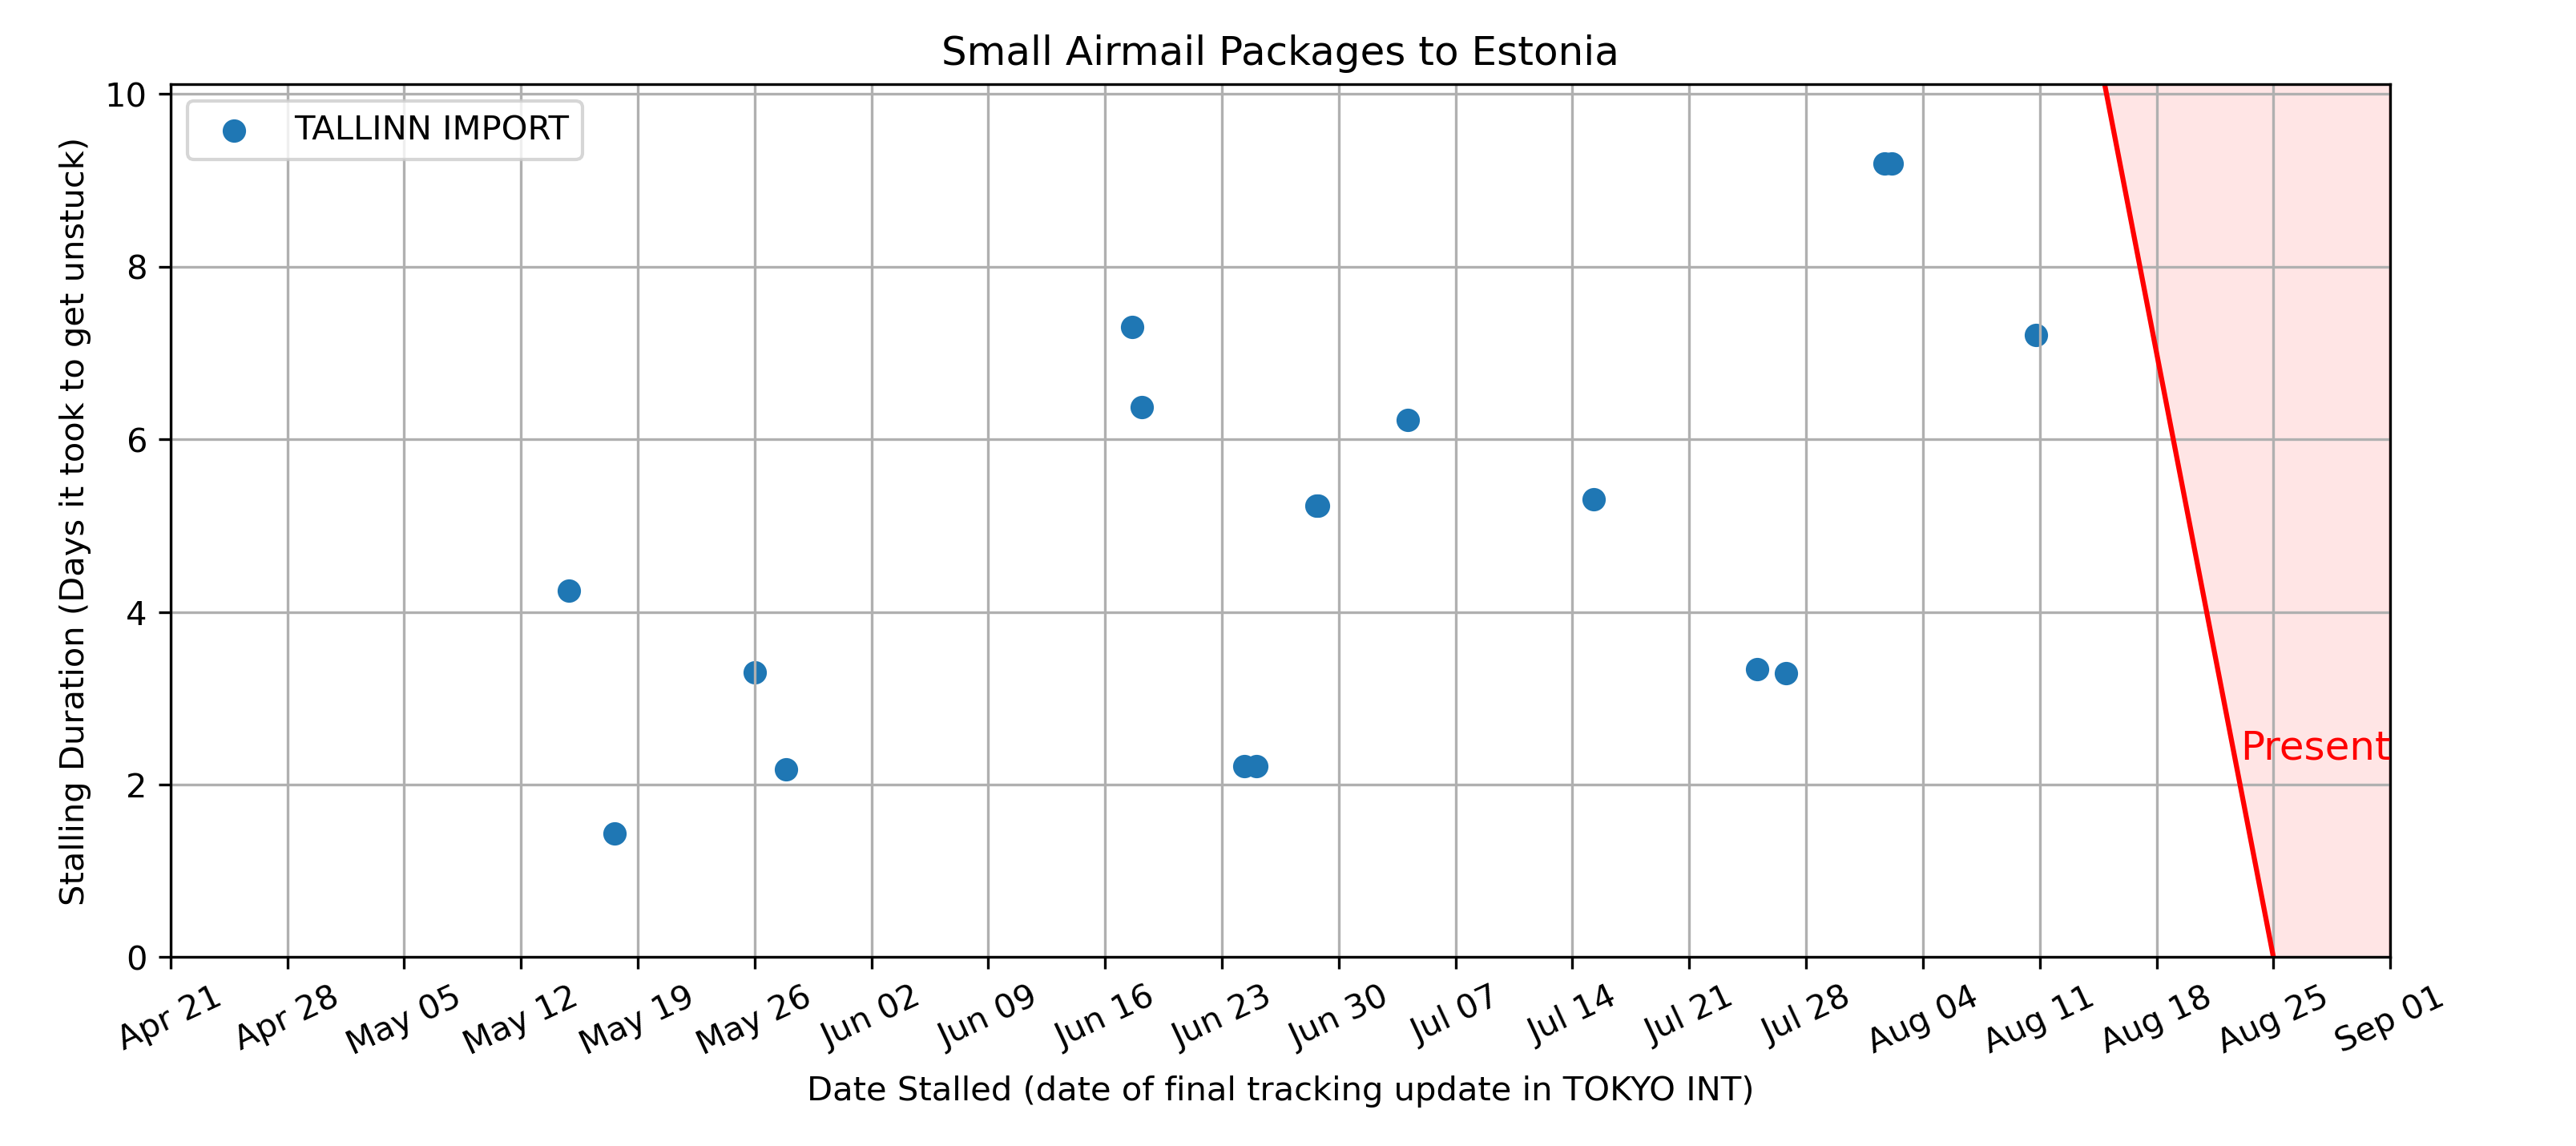 Small Airmail Packages to Estonia
TALLINN IMPORT
Stalling Duration (Days it took to get unstuck)
10
8
6
4
2
0
Present
Apr 21
Apr 28
May 05
May 12
May 19
May 26
Jun 02
Jun 09
Jun 16
Jun 23
Jun 30
Jul 07
Jul 14
Jul 21
Jul 28
Aug 04
Aug 11
Aug 18
Aug 25
Sep 01
Date Stalled (date of final tracking update in TOKYO INT)